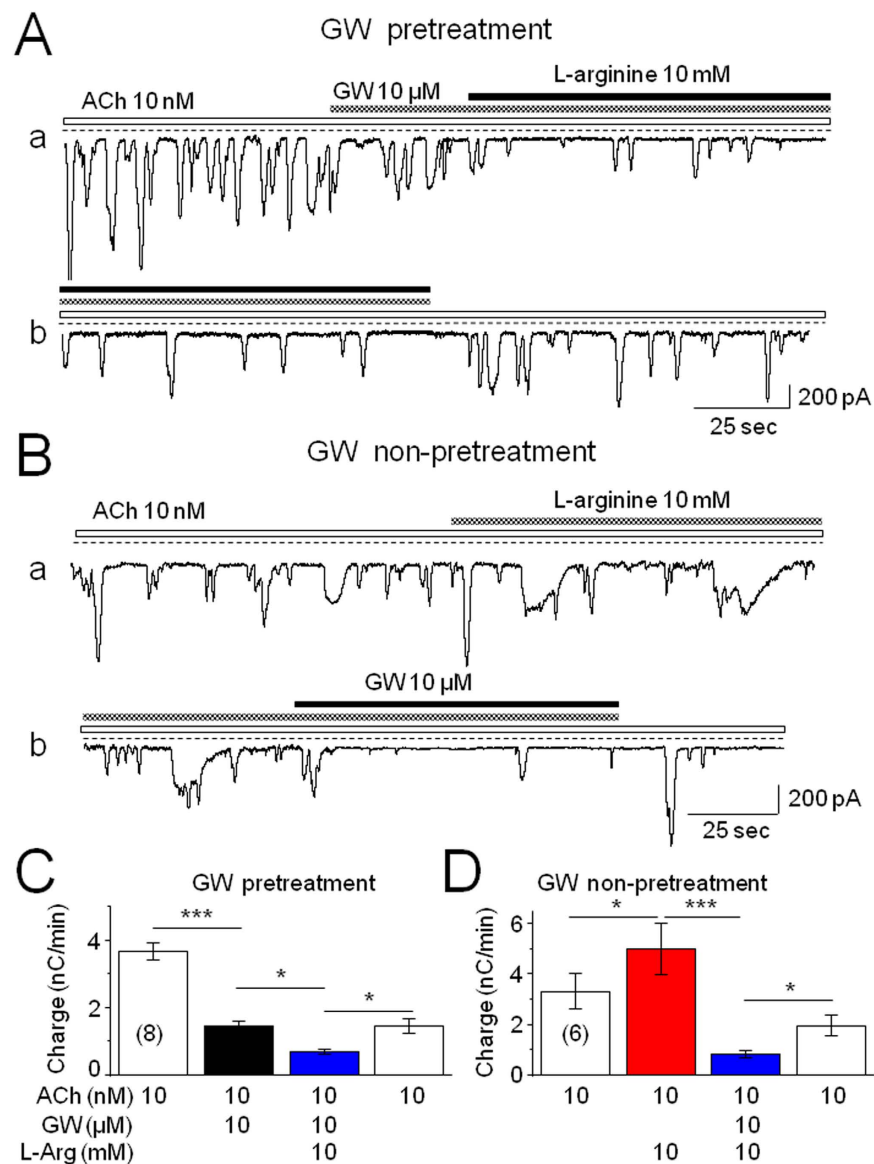 A
GW pretreatment
L-arginine 10 mM
GW 10 µM
ACh 10 nM
a
b
200 pA
25 sec
B
GW non-pretreatment
ACh 10 nM
L-arginine 10 mM
a
GW 10 µM
b
200 pA
25 sec
C
GW pretreatment
Charge (nC/min)
4
2
0
***
*
*
(8)
ACh (nM) 10 10 10 10
GW (µM) 10 10
L-Arg (mM) 10
D
GW non-pretreatment
Charge (nC/min)
6
4
2
0
*
***
*
(6)
10 10 10 10
10
10 10